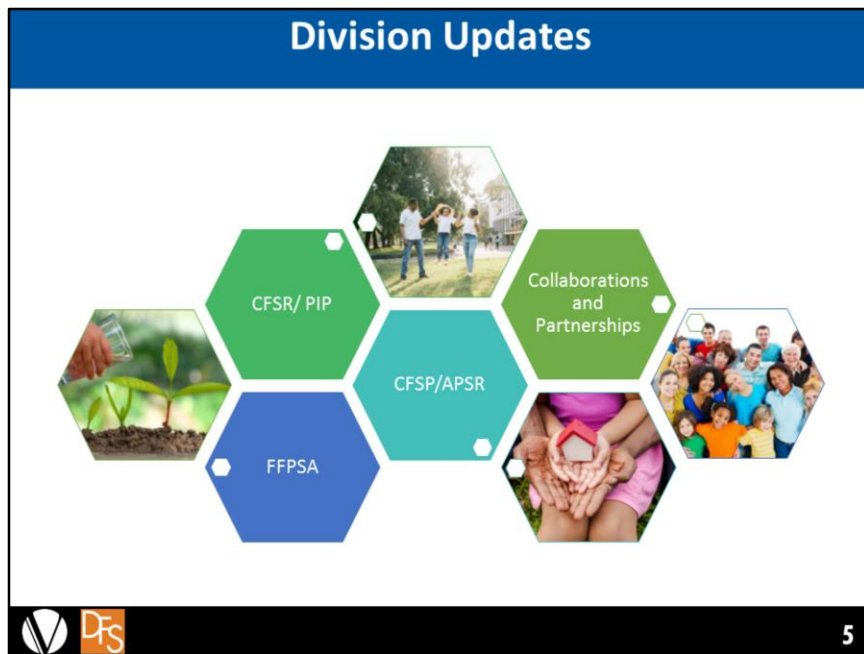 Division Updates
CFSR/ PIP
Collaborations
and
Partnerships
CFSP/APSR
FFPSA
V DFS
5